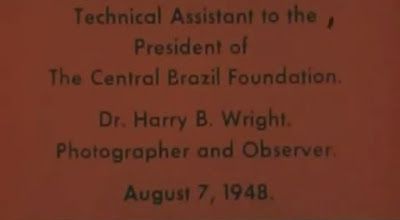 Technical Assistant to the ,
President of
The Central Brazil Foundation.
Dr. Harry B. Wright.
Photographer and Observer.
August 7, 1948.